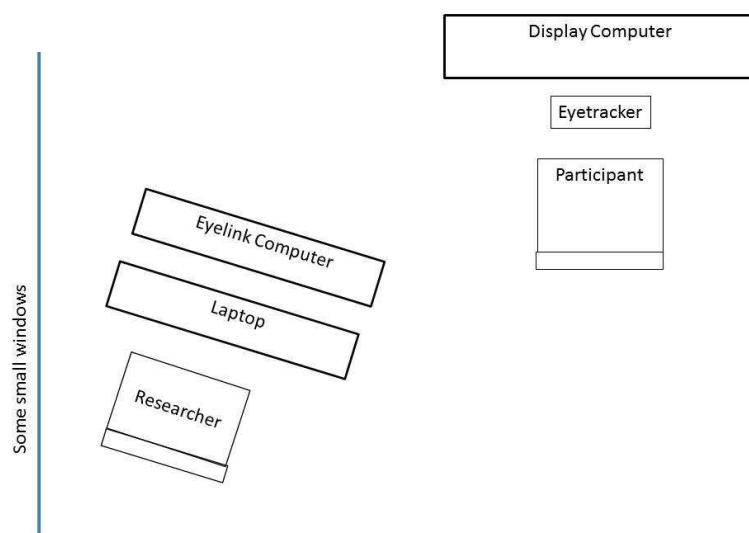 Display Computer
Eyetracker
Participant
Eyelink Computer
Laptop
Researcher
Some small windows